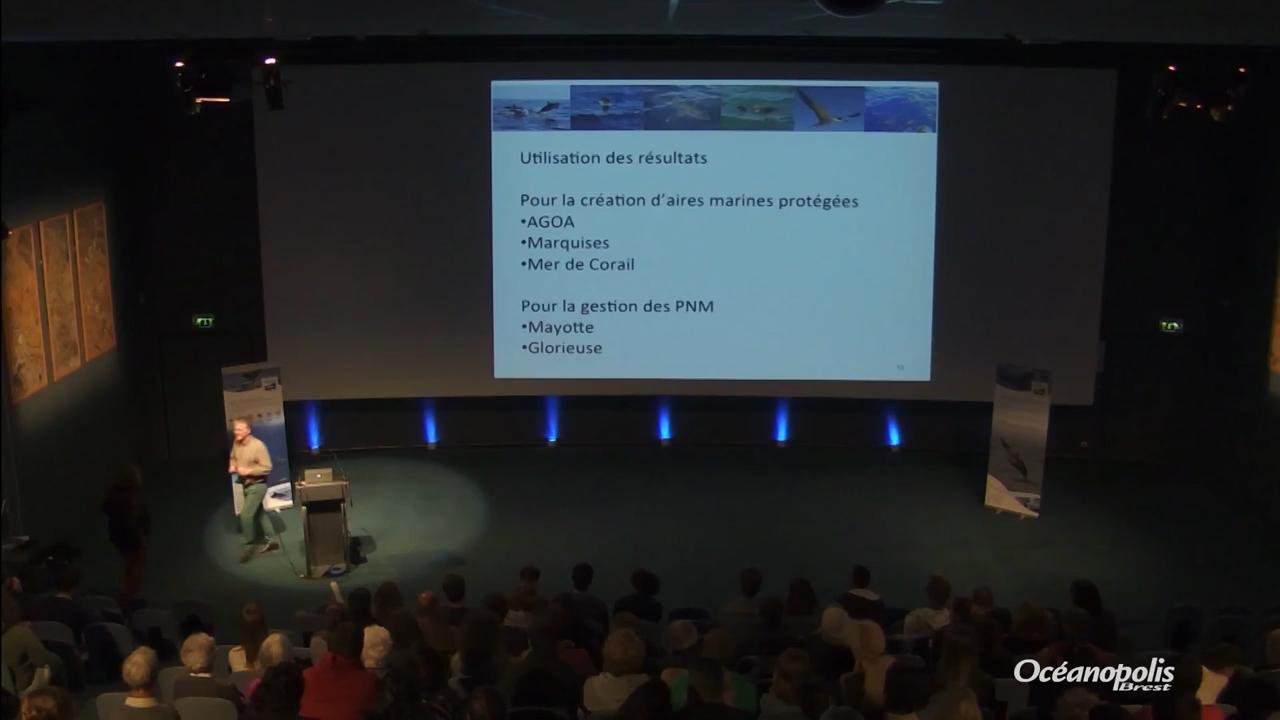 Utilisation des résultats
Pour la création d’aires marines protégées
•AGOA
•Marquises
•Mer de Corail
Pour la gestion des PNM
•Mayotte
•Glorieuse
Océanopolis
Brest